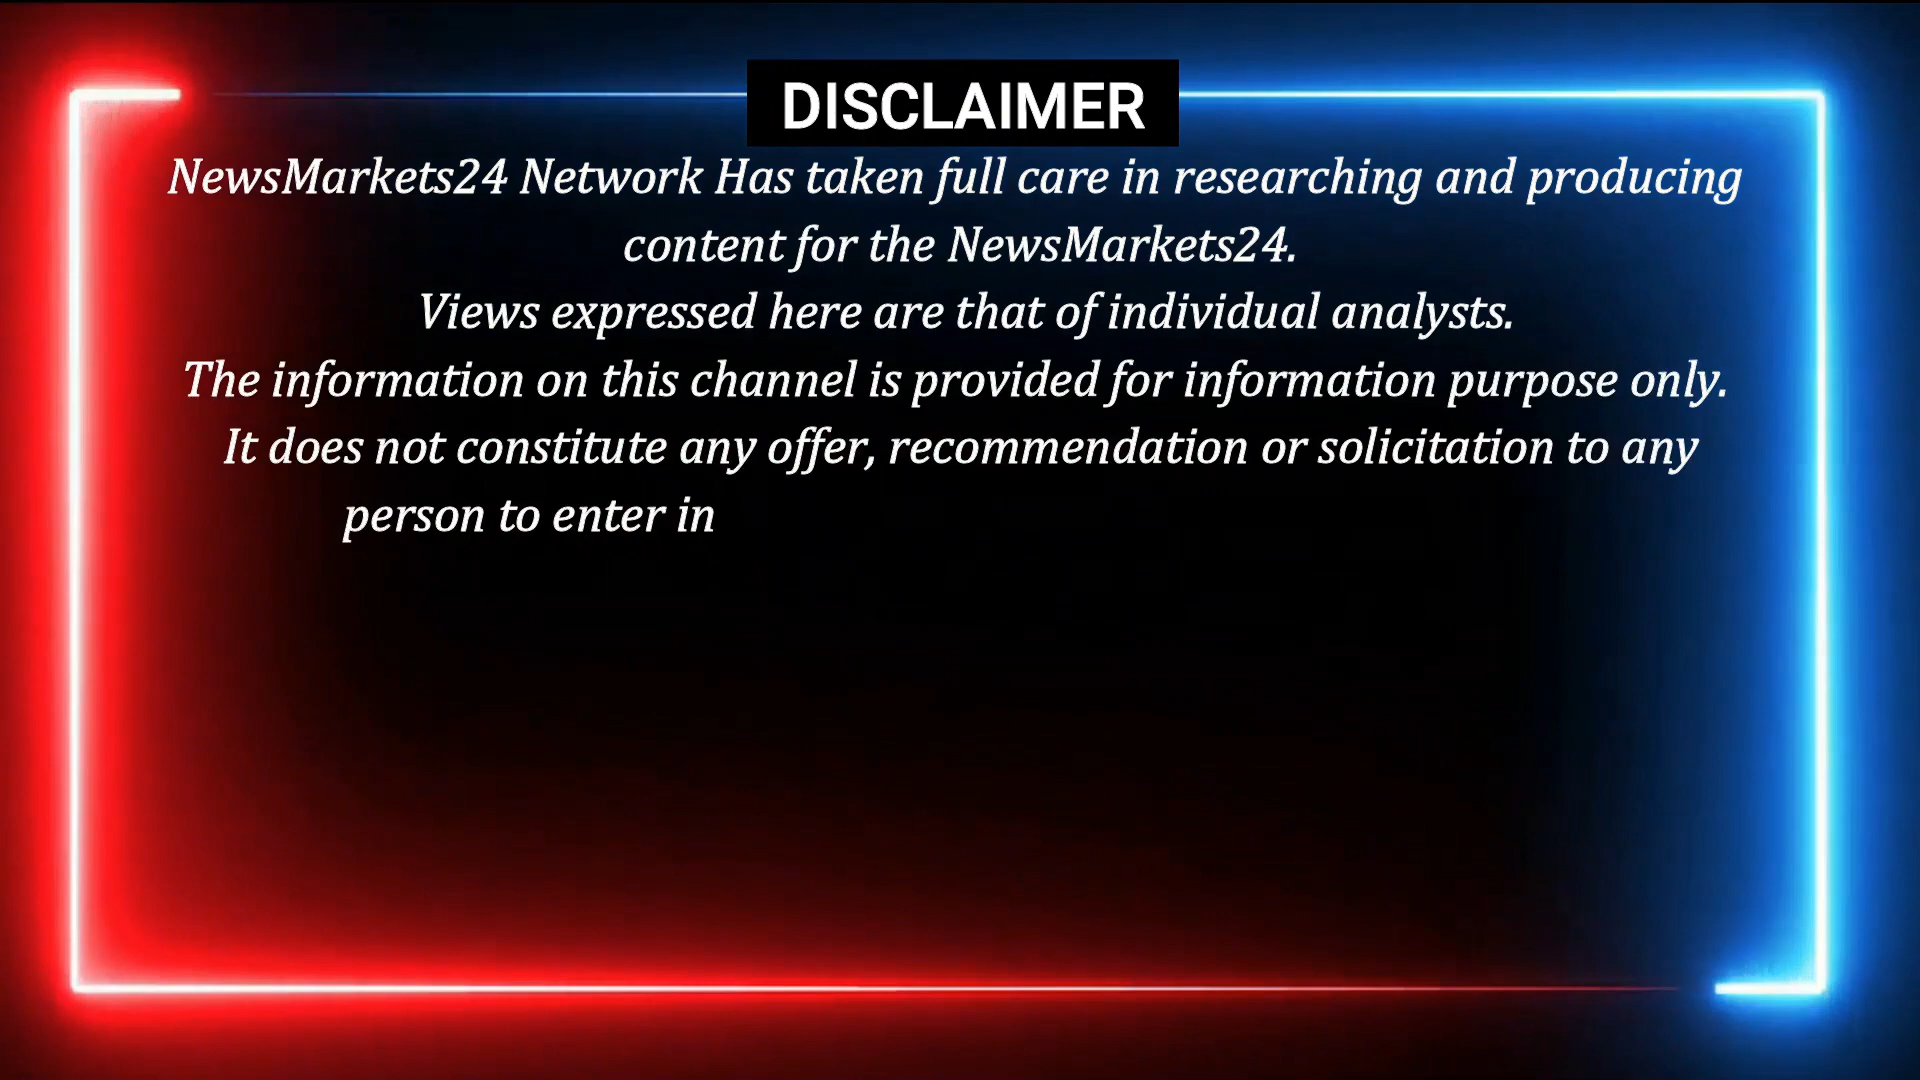 DISCLAIMER
NewsMarkets24 Network Has taken full care in researching and producing
content for the NewsMarkets24.
Views expressed here are that of individual analysts.
The information on this channel is provided for information purpose only.
It does not constitute any offer, recommendation or solicitation to any
person to enter in